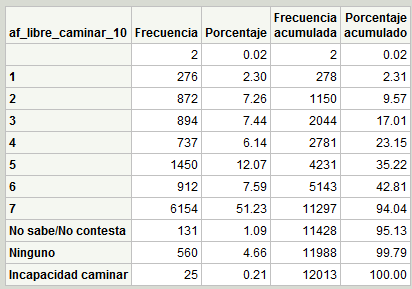 af_libre_caminar_10 Frecuencia Porcentaje Frecuencia acumulada Porcentaje acumulado
2 0.02 2 0.02
1 276 2.30 278 2.31
2 872 7.26 1150 9.57
3 894 7.44 2044 17.01
4 737 6.14 2781 23.15
5 1450 12.07 4231 35.22
6 912 7.59 5143 42.81
7 6154 51.23 11297 94.04
No sabe/No contesta 131 1.09 11428 95.13
Ninguno 560 4.66 11988 99.79
Incapacidad caminar 25 0.21 12013 100.00